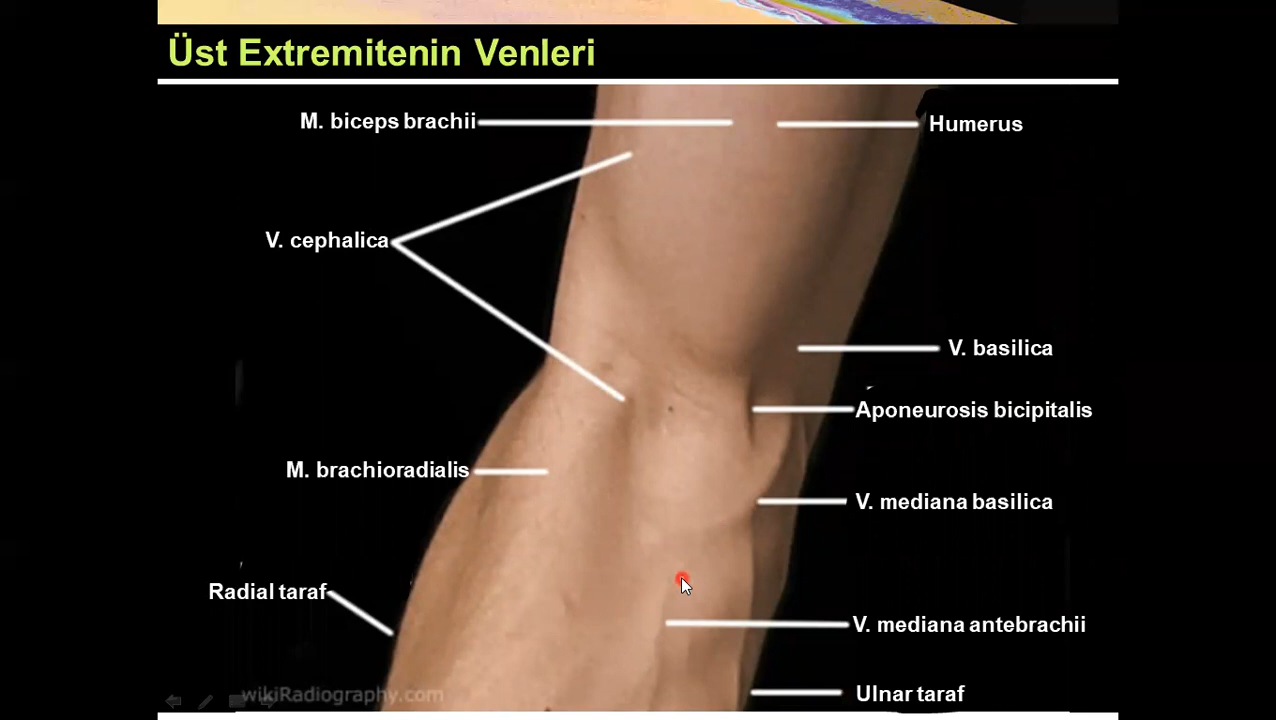 Üst Extremitenin Venleri
M. biceps brachii
Humerus
V. cephalica
V. basilica
Aponeurosis bicipitalis
M. brachioradialis
V. mediana basilica
Radial taraf
V. mediana antebrachii
Ulnar taraf
wikiRadiography.com